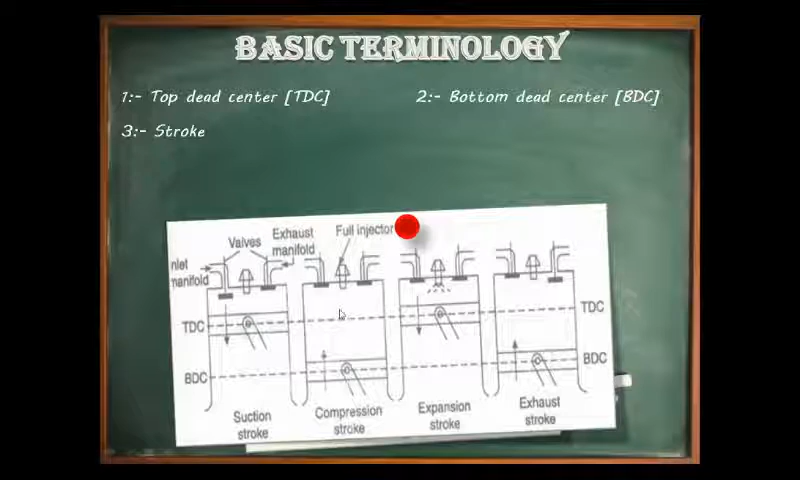 BASIC TERMINOLOGY
1:- Top dead center [TDC]
2:- Bottom dead center [BDC]
3:- Stroke
Valves
Exhaust
manifold
Full injector
nlet
manifold
TDC
TDC
BDC
BDC
Suction
stroke
Compression
stroke
Expansion
stroke
Exhaust
stroke